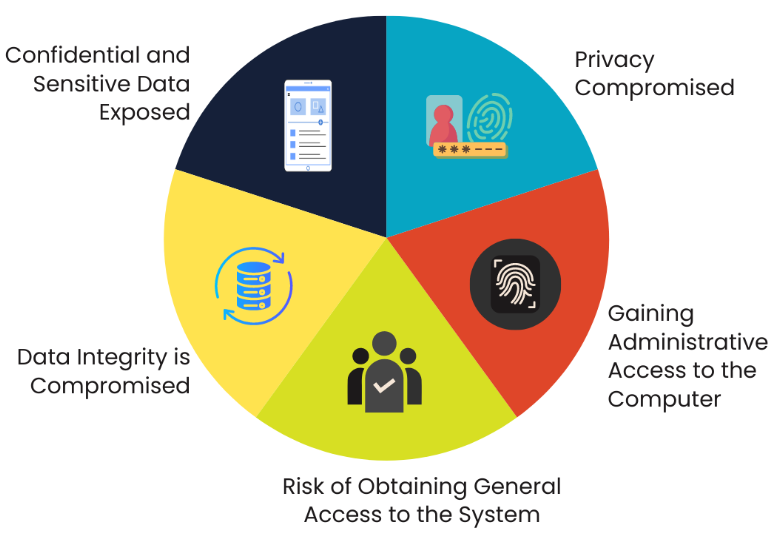 Confidential and
Sensitive Data
Exposed
Privacy
Compromised
Gaining
Administrative
Access to the
Computer
Data Integrity is
Compromised
Risk of Obtaining General
Access to the System